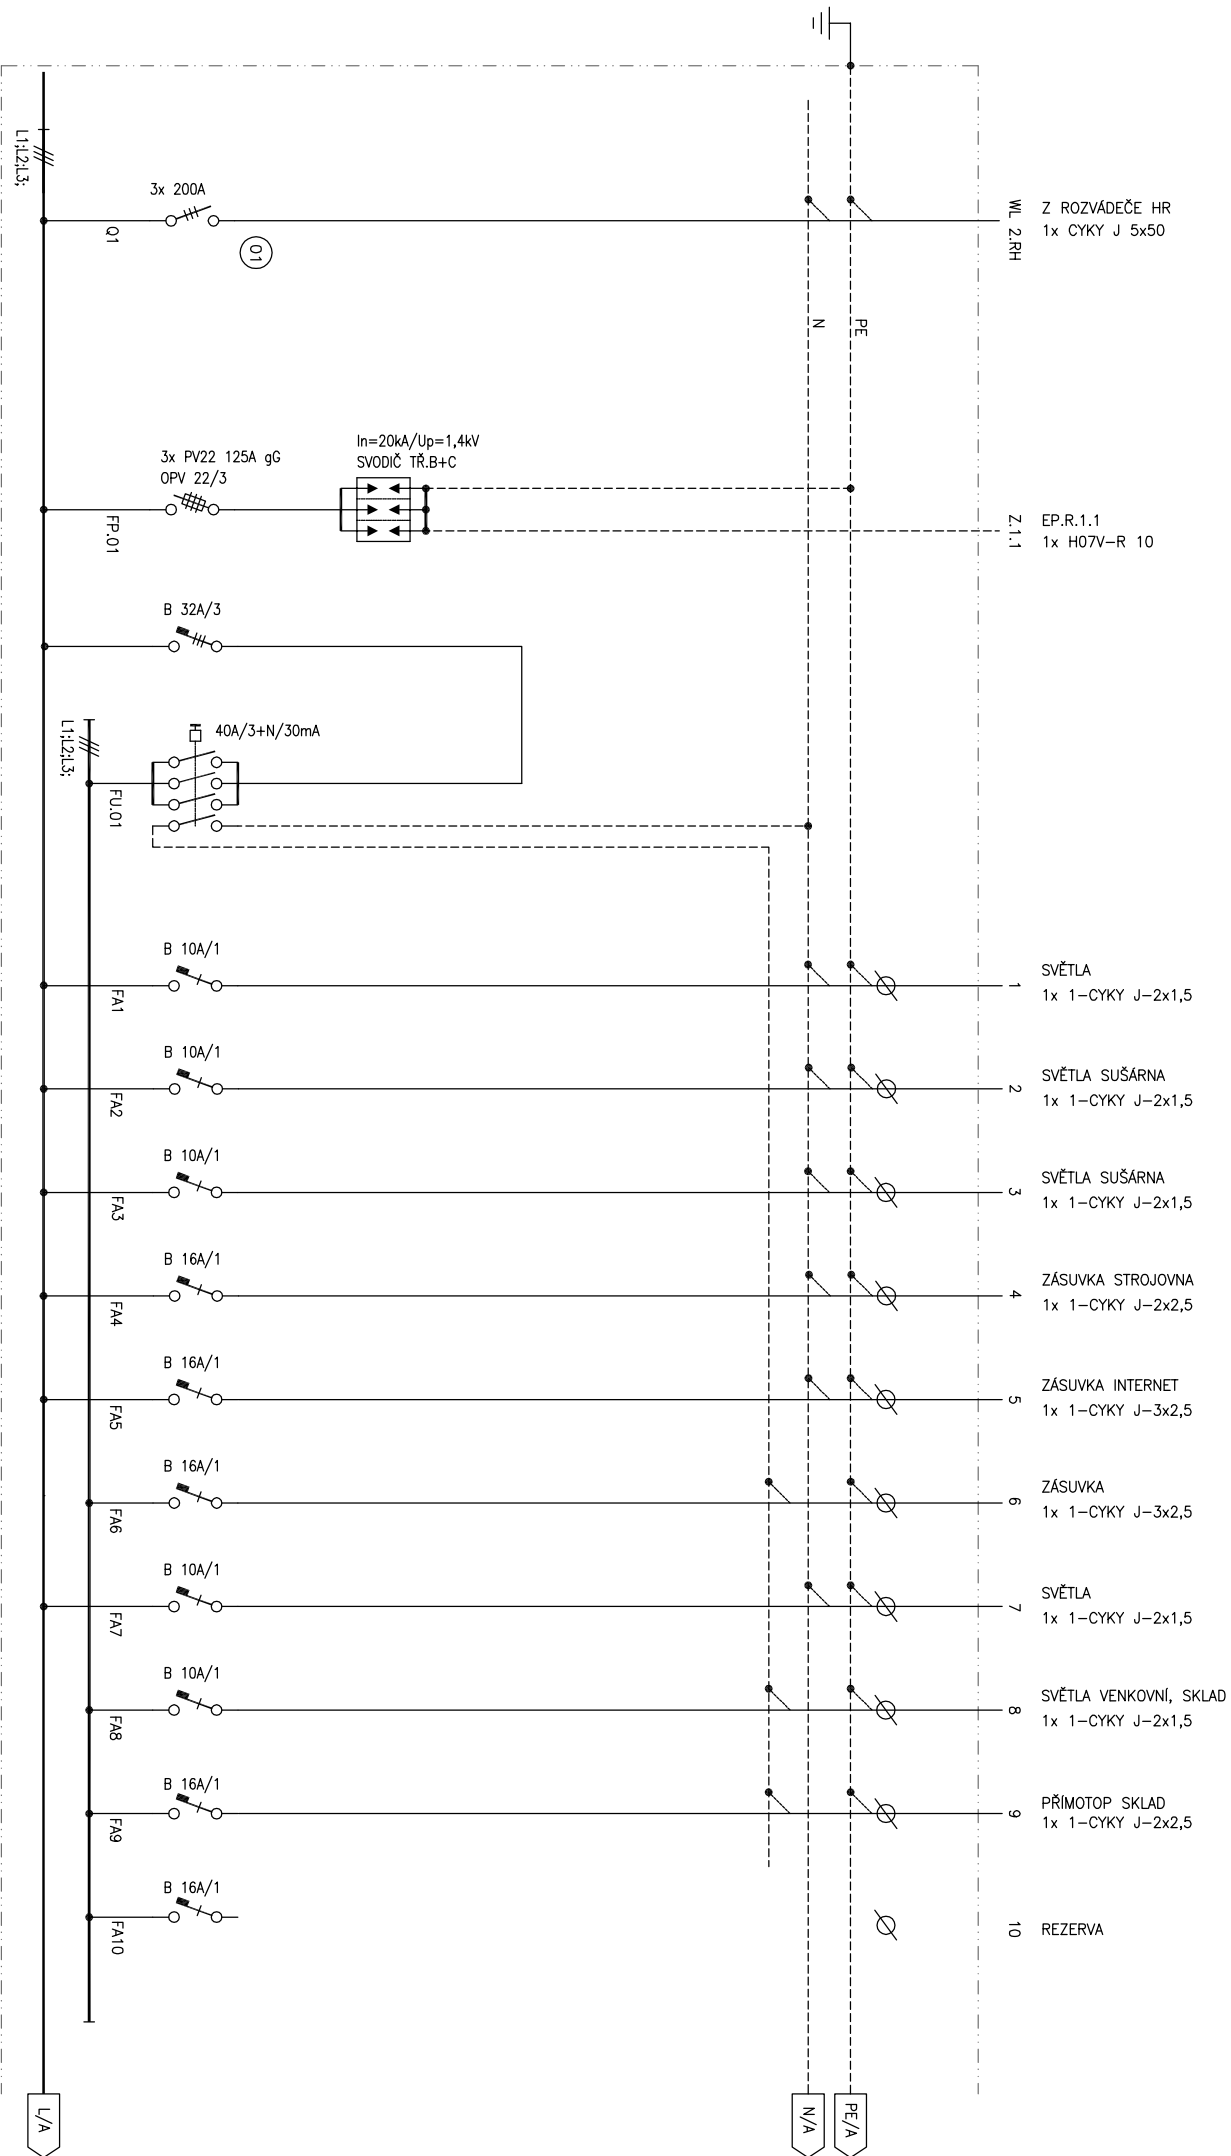 L1;L2;L3;
3x 200A
Q1
01
WL 2.RH
Z ROZVÁDEČE HR
1x CYKY J 5x50
N
PE
3x PV22 125A gG
OPV 22/3
FP.01
In=20kA/Up=1,4kV
SVODIČ TŘ.B+C
Z.1.1
EP.R.1.1
1x H07V-R 10
B 32A/3
L1;L2;L3;
40A/3+N/30mA
FU.01
B 10A/1
FA1
1
SVĚTLA
1x 1-CYKY J-2x1,5
B 10A/1
FA2
2
SVĚTLA SUŠÁRNA
1x 1-CYKY J-2x1,5
B 10A/1
FA3
3
SVĚTLA SUŠÁRNA
1x 1-CYKY J-2x1,5
B 16A/1
FA4
4
ZÁSUVKA STROJOVNA
1x 1-CYKY J-2x2,5
B 16A/1
FA5
5
ZÁSUVKA INTERNET
1x 1-CYKY J-3x2,5
B 16A/1
FA6
6
ZÁSUVKA
1x 1-CYKY J-3x2,5
B 10A/1
FA7
7
SVĚTLA
1x 1-CYKY J-2x1,5
B 10A/1
FA8
8
SVĚTLA VENKOVNÍ, SKLAD
1x 1-CYKY J-2x1,5
B 16A/1
FA9
9
PŘÍMOTOP SKLAD
1x 1-CYKY J-2x2,5
B 16A/1
FA10
10
REZERVA
L/A
N/A
PE/A